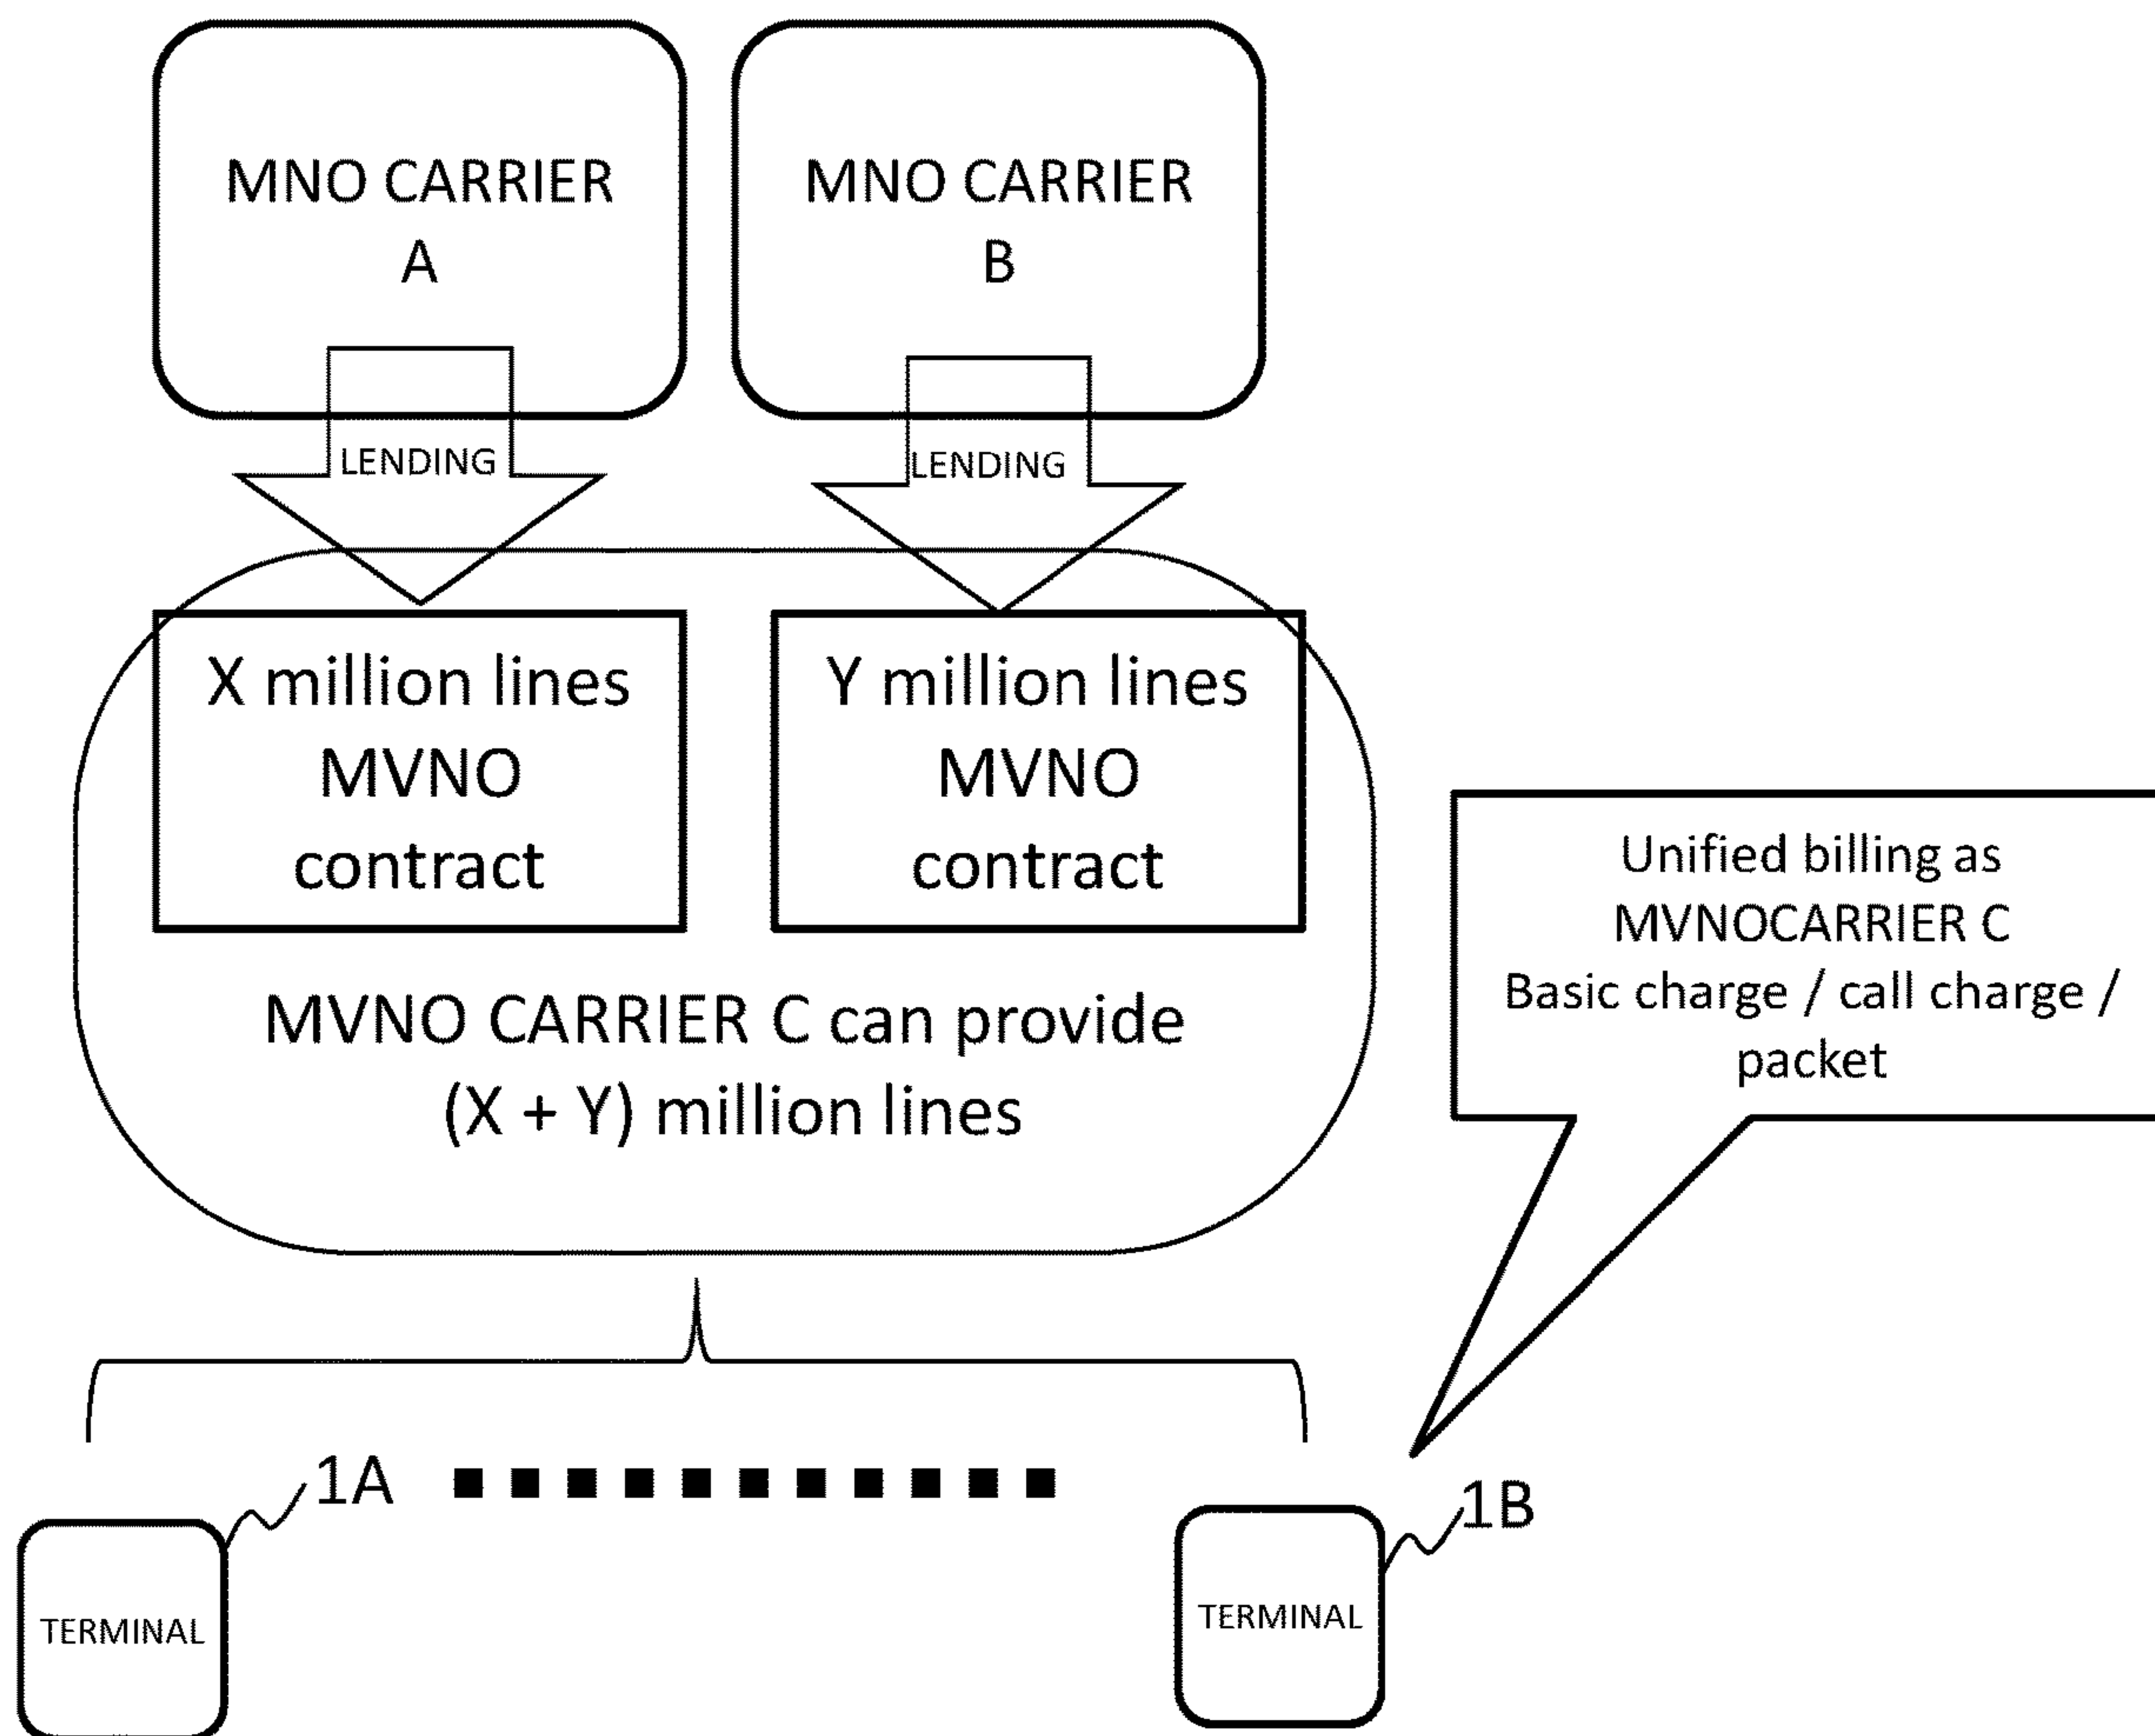 MNO CARRIER
A
MNO CARRIER
B
LENDING
LENDING
X million lines
MVNO
contract
Y million lines
MVNO
contract
MVNO CARRIER C can provide
(X + Y) million lines
Unified billing as
MVNOCARRIER C
Basic charge / call charge /
packet
1A
1B
TERMINAL
TERMINAL